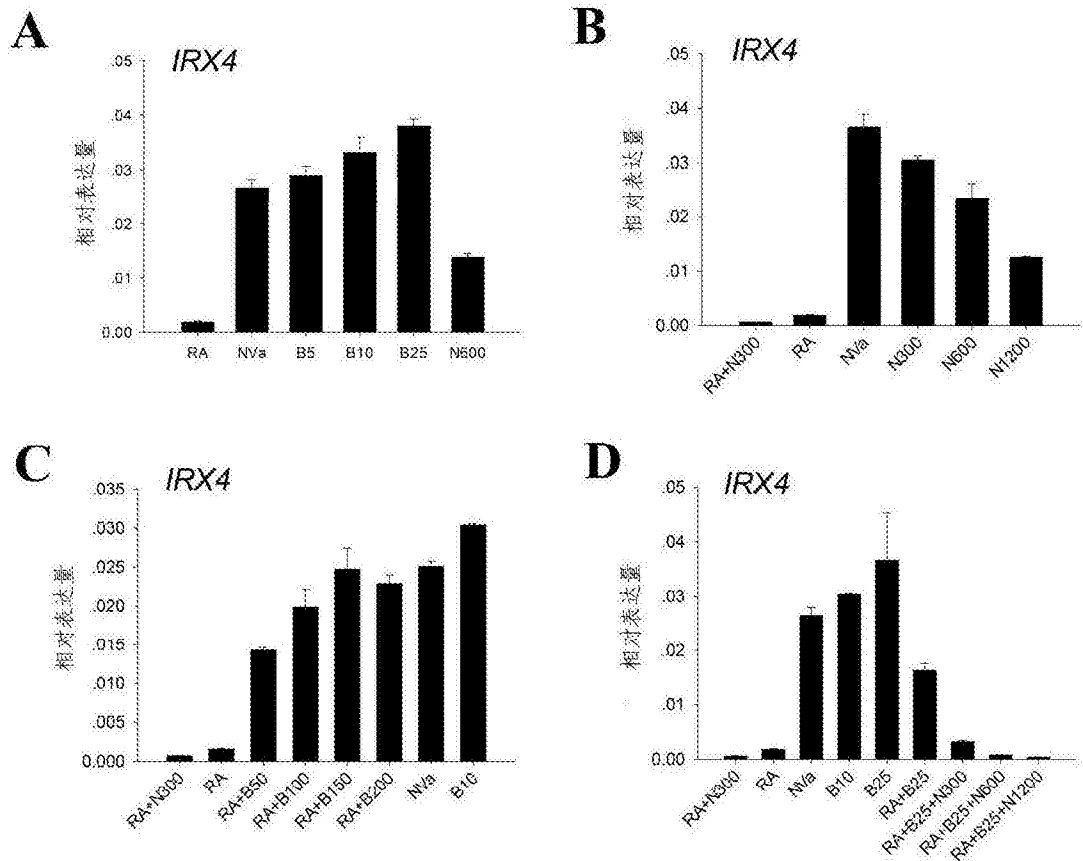 A
IRX4
.05
.04
.03
.02
.01
0.00
相对表达量
RA NVa B5 B10 B25 N600
B
IRX4
.05
.04
.03
.02
.01
0.00
相对表达量
RA+N300 RA NVa N300 N600 N1200
C
IRX4
.035
.030
.025
.020
.015
.010
.005
0.000
相对表达量
RA+N300 RA RA+B50 RA+B100 RA+B150 RA+B200 NVa B10
D
IRX4
.05
.04
.03
.02
.01
0.00
相对表达量
RA+N300 RA NVa B10 B25 RA+B25 RA+B25+N300 RA+B25+N600 RA+B25+N1200